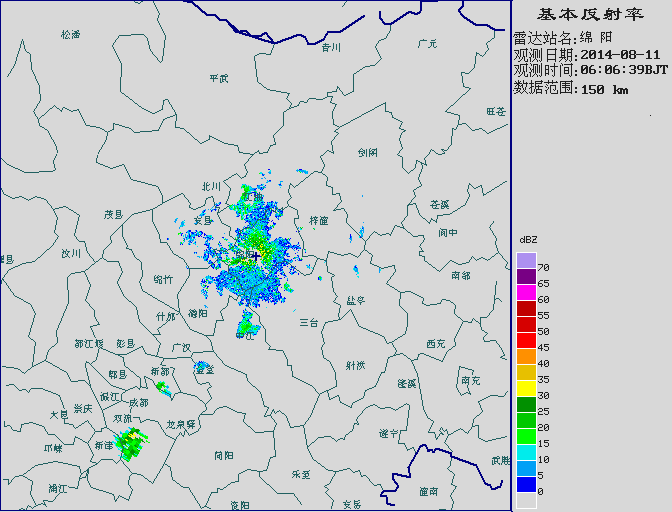 基本反射率
雷达站名:绵 阳
观测日期:2014-08-11
观测时间:06:06:39BJT
数据范围:150 km
松潘
青川
广元
平武
旺苍
剑阁
北川
江油
苍溪
茂县
安县
梓潼
阆中
汶川
绵阳
南部
绵竹
盐亭
什邡
德阳
三台
中江
都江堰
彭县
广汉
西充
射洪
郫县
新都
金堂
蓬溪
南充
温江
成都
崇庆
大邑
双流
龙泉驿
遂宁
邛崃
新津
简阳
武胜
蒲江
乐至
潼南
资阳
安岳
dBZ
70
65
60
55
50
45
40
35
30
25
20
15
10
5
0